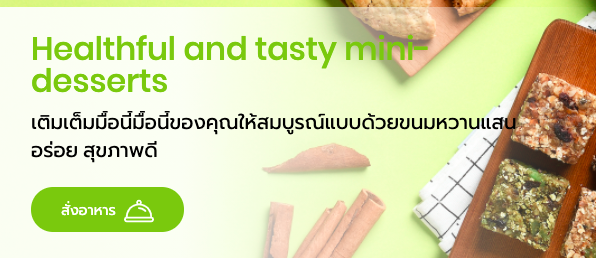 Healthful and tasty mini-
desserts
เติมเต็มมื้อนี้มื้อนี้ของคุณให้สมบูรณ์แบบด้วยขนมหวานแสน
อร่อย สุขภาพดี
สั่งอาหาร